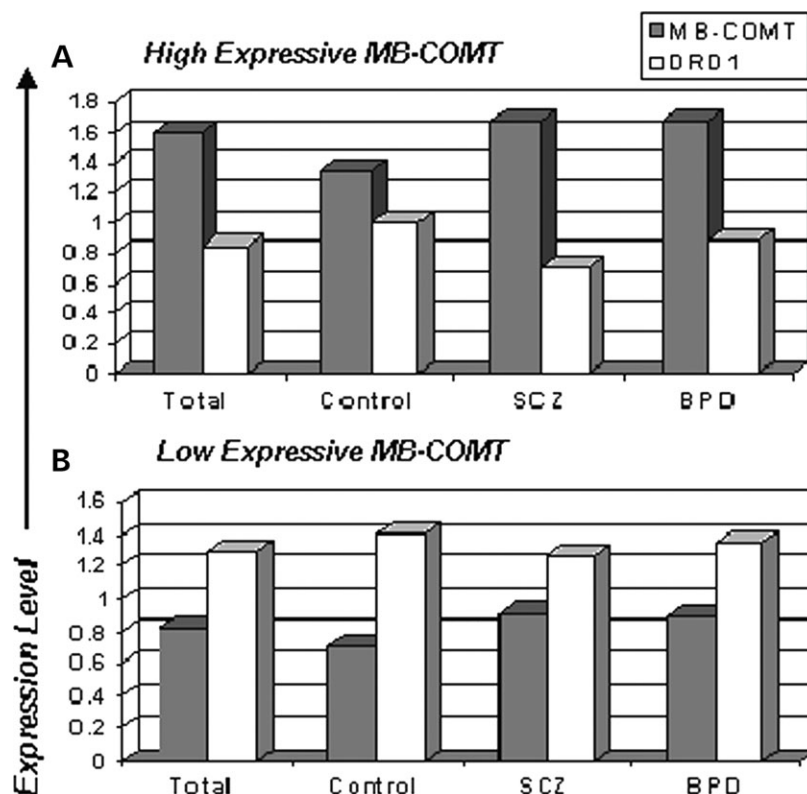 A
High Expressive MB-COMT
MB-COMT
DRD1
1.8
1.6
1.4
1.2
1
0.8
0.6
0.4
0.2
0
Total Control SCZ BPD
B
Low Expressive MB-COMT
1.6
1.4
1.2
1
0.8
0.6
0.4
0.2
0
Total Control SCZ BPD
Expression Level